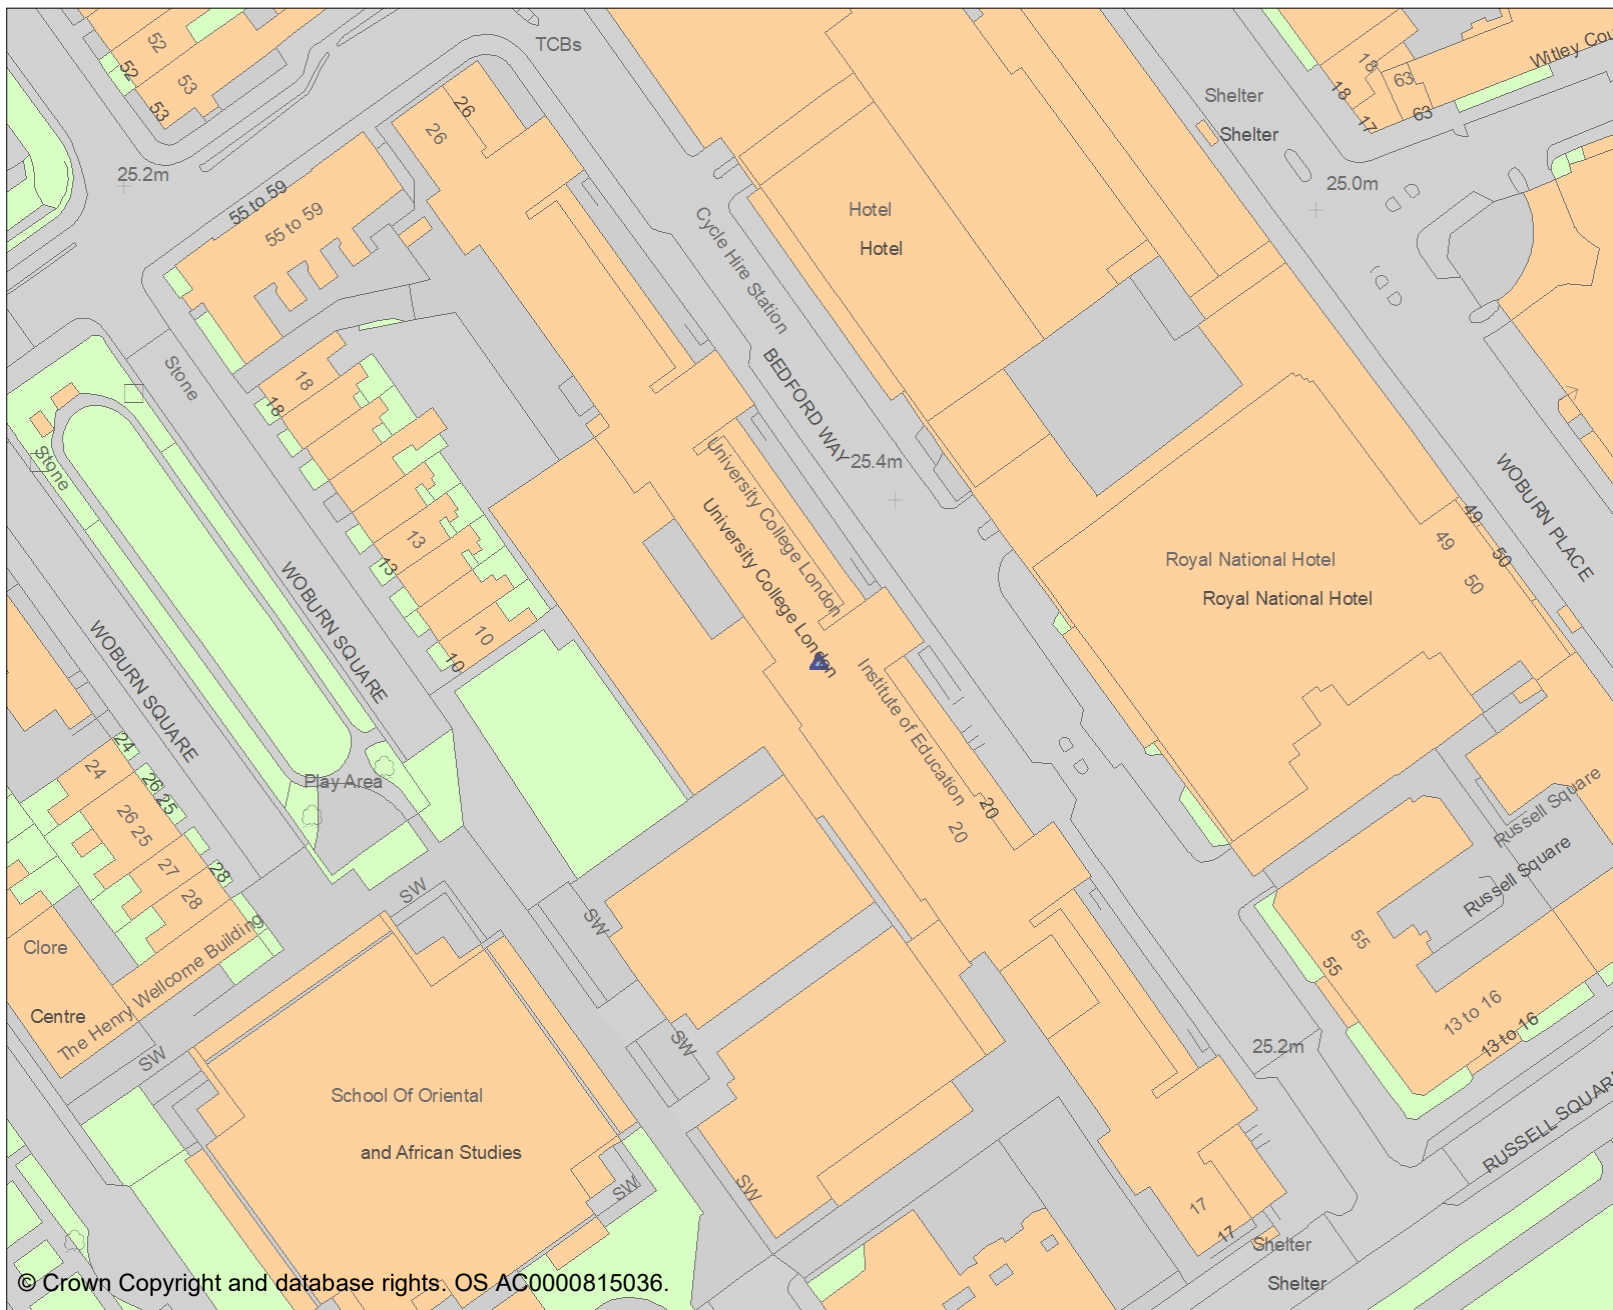 52
52
53
53
TCBs
26
26
25.2m
55 to 59
55 to 59
Shelter
Shelter
18
18
17
63
63
25.0m
Cycle Hire Station
Hotel
Hotel
Stone
Stone
18
18
BEDFORD WAY
25.4m
University College London
University College London
WOBURN PLACE
49
49
50
50
Royal National Hotel
Royal National Hotel
13
13
10
10
WOBURN SQUARE
WOBURN SQUARE
Institute of Education
20
20
24
24
26 25
26 25
27
28
28
Play Area
SW
SW
SW
SW
SW
SW
Russell Square
Russell Square
55
55
13 to 16
13 to 16
Clore
Centre
The Henry Wellcome Building
School Of Oriental
and African Studies
25.2m
RUSSELL SQUARE
17
17
Shelter
Shelter
© Crown Copyright and database rights. OS AC0000815036.